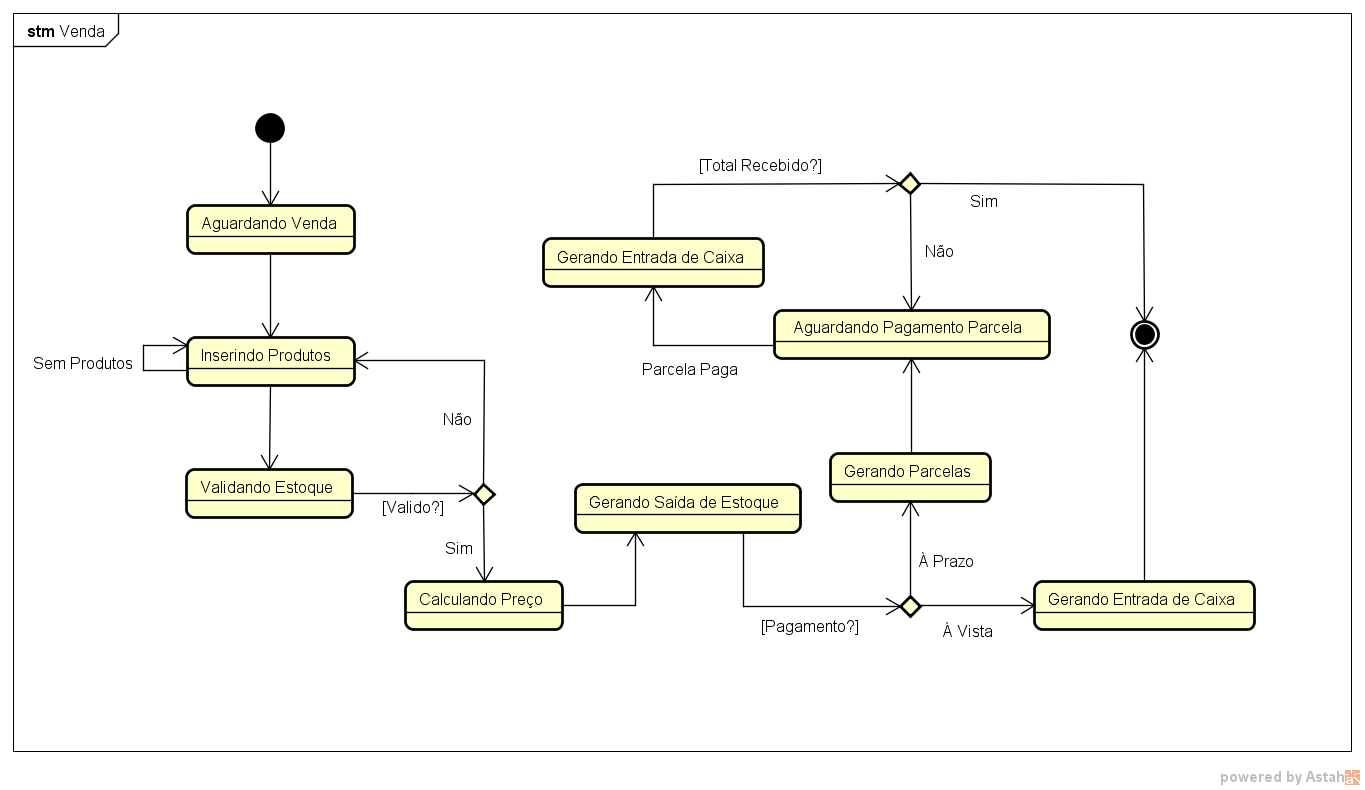 stm Venda
Aguardando Venda
Sem Produtos
Inserindo Produtos
Não
Validando Estoque
[Valido?]
Sim
Calculando Preço
Gerando Saída de Estoque
[Pagamento?]
À Prazo
À Vista
Gerando Entrada de Caixa
Gerando Parcelas
Aguardando Pagamento Parcela
Parcela Paga
Gerando Entrada de Caixa
[Total Recebido?]
Não
Sim
powered by Astah